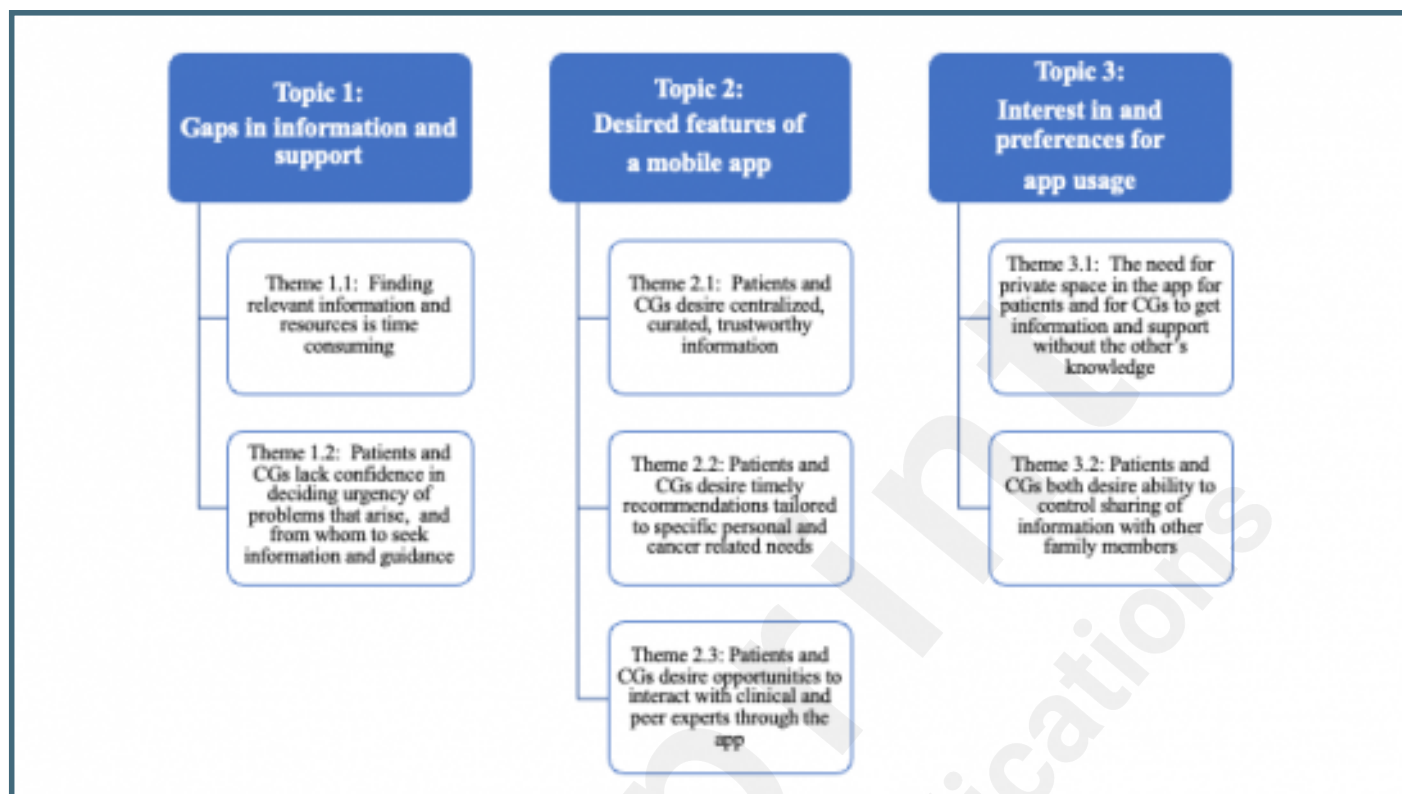 Topic 1:
Gaps in information and
support
Theme 1.1: Finding
relevant information and
resources is time
consuming
Theme 1.2: Patients and
CGs lack confidence in
deciding urgency of
problems that arise, and
from whom to seek
information and guidance
Topic 2:
Desired features of
a mobile app
Theme 2.1: Patients and
CGs desire centralized,
curated, trustworthy
information
Theme 2.2: Patients and
CGs desire timely
recommendations tailored
to specific personal and
cancer related needs
Theme 2.3: Patients and
CGs desire opportunities to
interact with clinical and
peer experts through the
app
Topic 3:
Interest in and
preferences for
app usage
Theme 3.1: The need for
private space in the app for
patients and for CGs to get
information and support
without the other's
knowledge
Theme 3.2: Patients and
CGs both desire ability to
control sharing of
information with other
family members